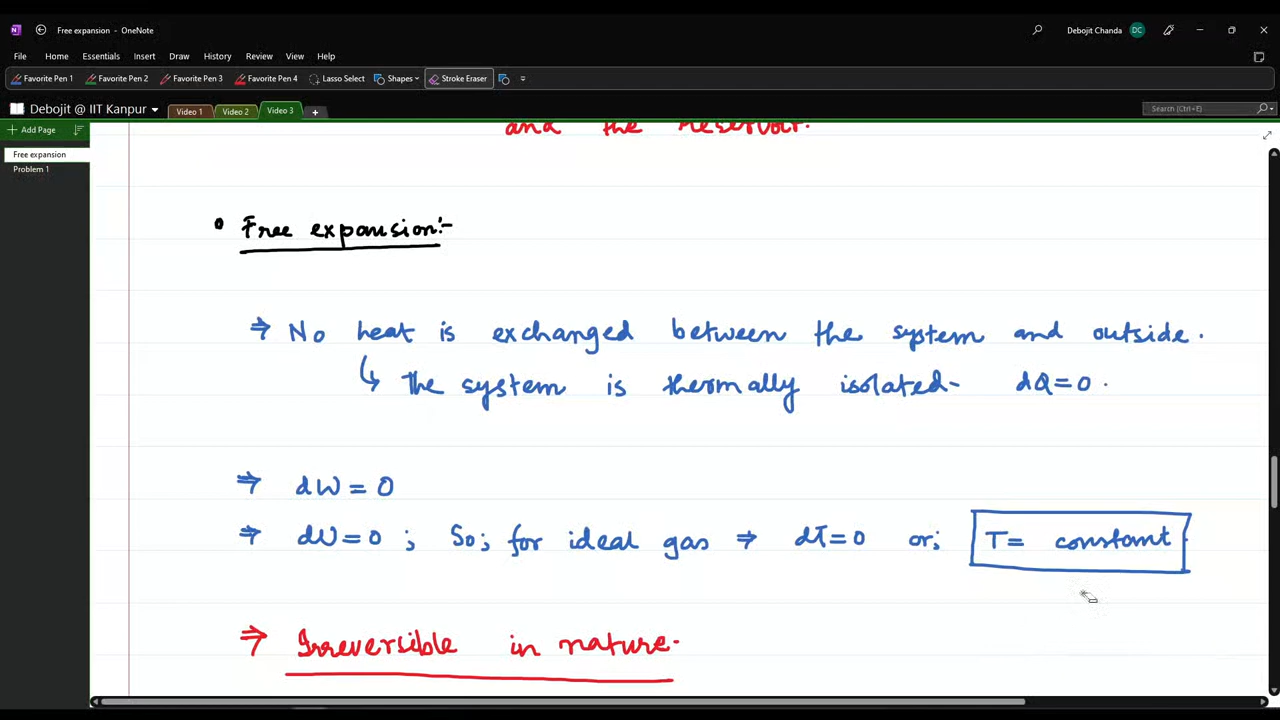 Free expansion - OneNote
Debojit Chanda DC
File Home Essentials Insert Draw History Review View Help
Favorite Pen 1 Favorite Pen 2 Favorite Pen 3 Favorite Pen 4 Lasso Select Shapes Stroke Eraser
Debojit @ IIT Kanpur Video 1 Video 2 Video 3 Search (Ctrl+E)
Add Page
Free expansion
Problem 1
and the reservoir.
• Free expansion:-
⇒ No heat is exchanged between the system and outside.
↳ The system is thermally isolated- dQ=0.
⇒ dW = 0
⇒ dU=0 ; So; for ideal gas ⇒ dT=0 or; T= constant
⇒ Irreversible in nature.